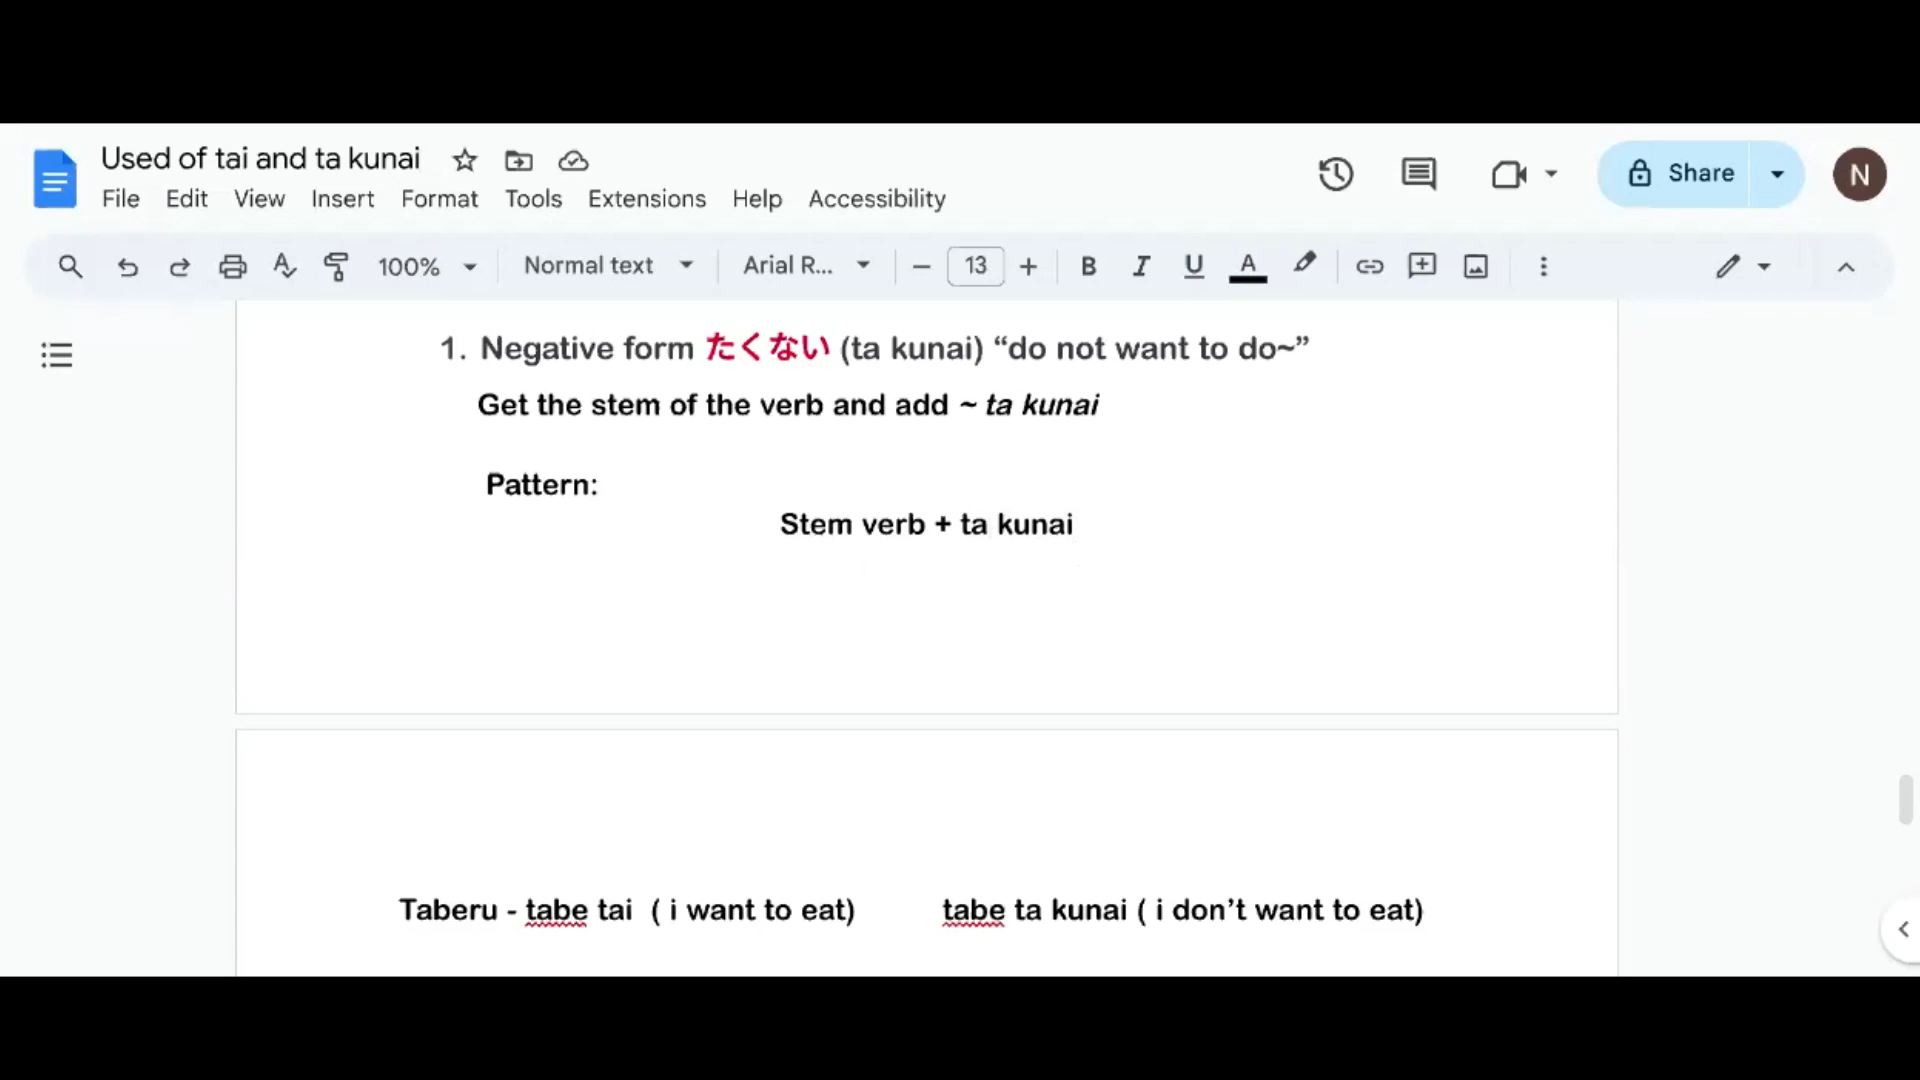 Used of tai and ta kunai
File Edit View Insert Format Tools Extensions Help Accessibility
Share
N
100% Normal text Arial R... 13 B I U A
1. Negative form たくない (ta kunai) “do not want to do~”
Get the stem of the verb and add ~ ta kunai
Pattern:
Stem verb + ta kunai
Taberu - tabe tai ( i want to eat) tabe ta kunai ( i don’t want to eat)